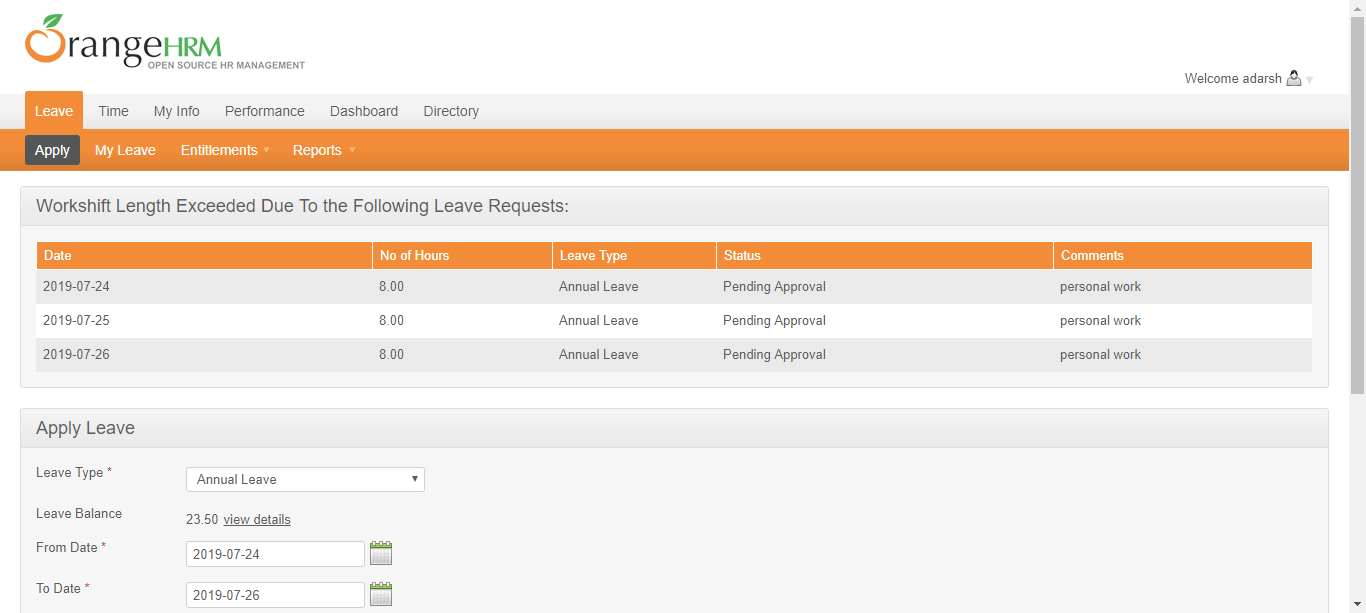 OrangeHRM
OPEN SOURCE HR MANAGEMENT
Welcome adarsh
Leave Time My Info Performance Dashboard Directory
Apply My Leave Entitlements Reports
Workshift Length Exceeded Due To the Following Leave Requests:
Date No of Hours Leave Type Status Comments
2019-07-24 8.00 Annual Leave Pending Approval personal work
2019-07-25 8.00 Annual Leave Pending Approval personal work
2019-07-26 8.00 Annual Leave Pending Approval personal work
Apply Leave
Leave Type * Annual Leave
Leave Balance 23.50 view details
From Date * 2019-07-24
To Date * 2019-07-26